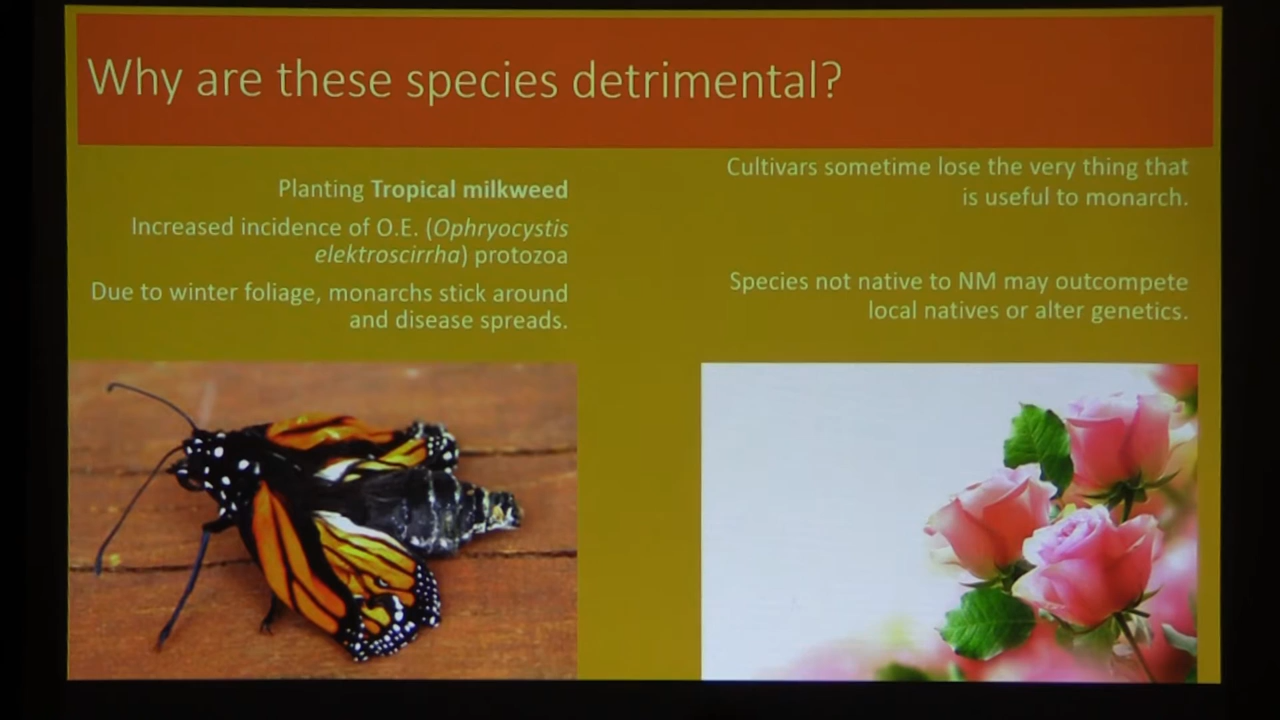 Why are these species detrimental?
Planting Tropical milkweed
Increased incidence of O.E. (Ophryocystis
elektroscirrha) protozoa
Due to winter foliage, monarchs stick around
and disease spreads.
Cultivars sometime lose the very thing that
is useful to monarch.
Species not native to NM may outcompete
local natives or alter genetics.